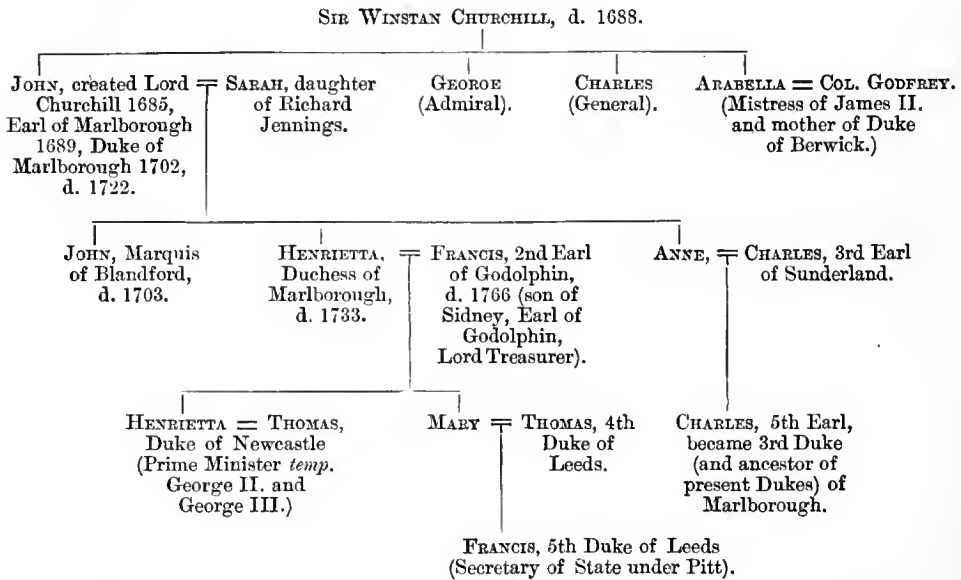 SIR WINSTAN CHURCHILL, d. 1688.
JOHN, created Lord
Churchill 1685,
Earl of Marlborough
1689, Duke of
Marlborough 1702,
d. 1722.
= SARAH, daughter
of Richard
Jennings.
GEORGE
(Admiral).
CHARLES
(General).
ARABELLA = COL. GODFREY.
(Mistress of James II.
and mother of Duke
of Berwick.)
JOHN, Marquis
of Blandford,
d. 1703.
HENRIETTA,
Duchess of
Marlborough,
d. 1733.
= FRANCIS, 2nd Earl
of Godolphin,
d. 1766 (son of
Sidney, Earl of
Godolphin,
Lord Treasurer).
ANNE, = CHARLES, 3rd Earl
of Sunderland.
HENRIETTA = THOMAS,
Duke of Newcastle
(Prime Minister temp.
George II. and
George III.)
MARY = THOMAS, 4th
Duke of
Leeds.
CHARLES, 5th Earl,
became 3rd Duke
(and ancestor of
present Dukes) of
Marlborough.
FRANCIS, 5th Duke of Leeds
(Secretary of State under Pitt).